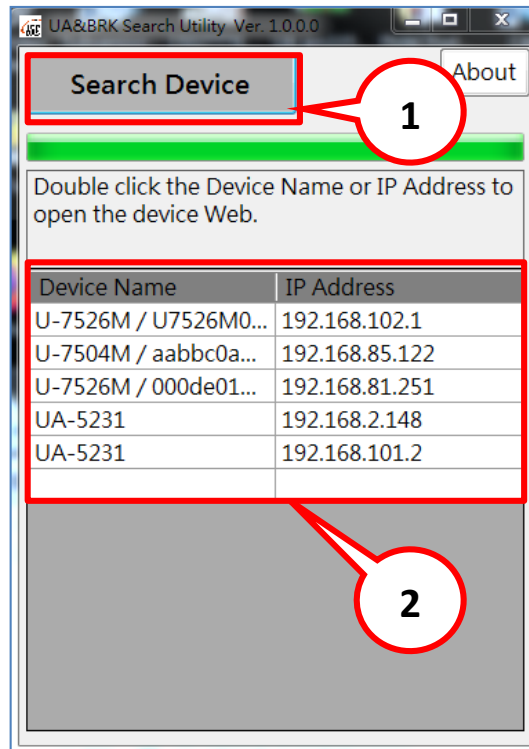 UA&BRK Search Utility Ver. 1.0.0.0
Search Device
About
1
Double click the Device Name or IP Address to
open the device Web.
Device Name IP Address
U-7526M / U7526M0... 192.168.102.1
U-7504M / aabbc0a... 192.168.85.122
U-7526M / 000de01... 192.168.81.251
UA-5231 192.168.2.148
UA-5231 192.168.101.2
2